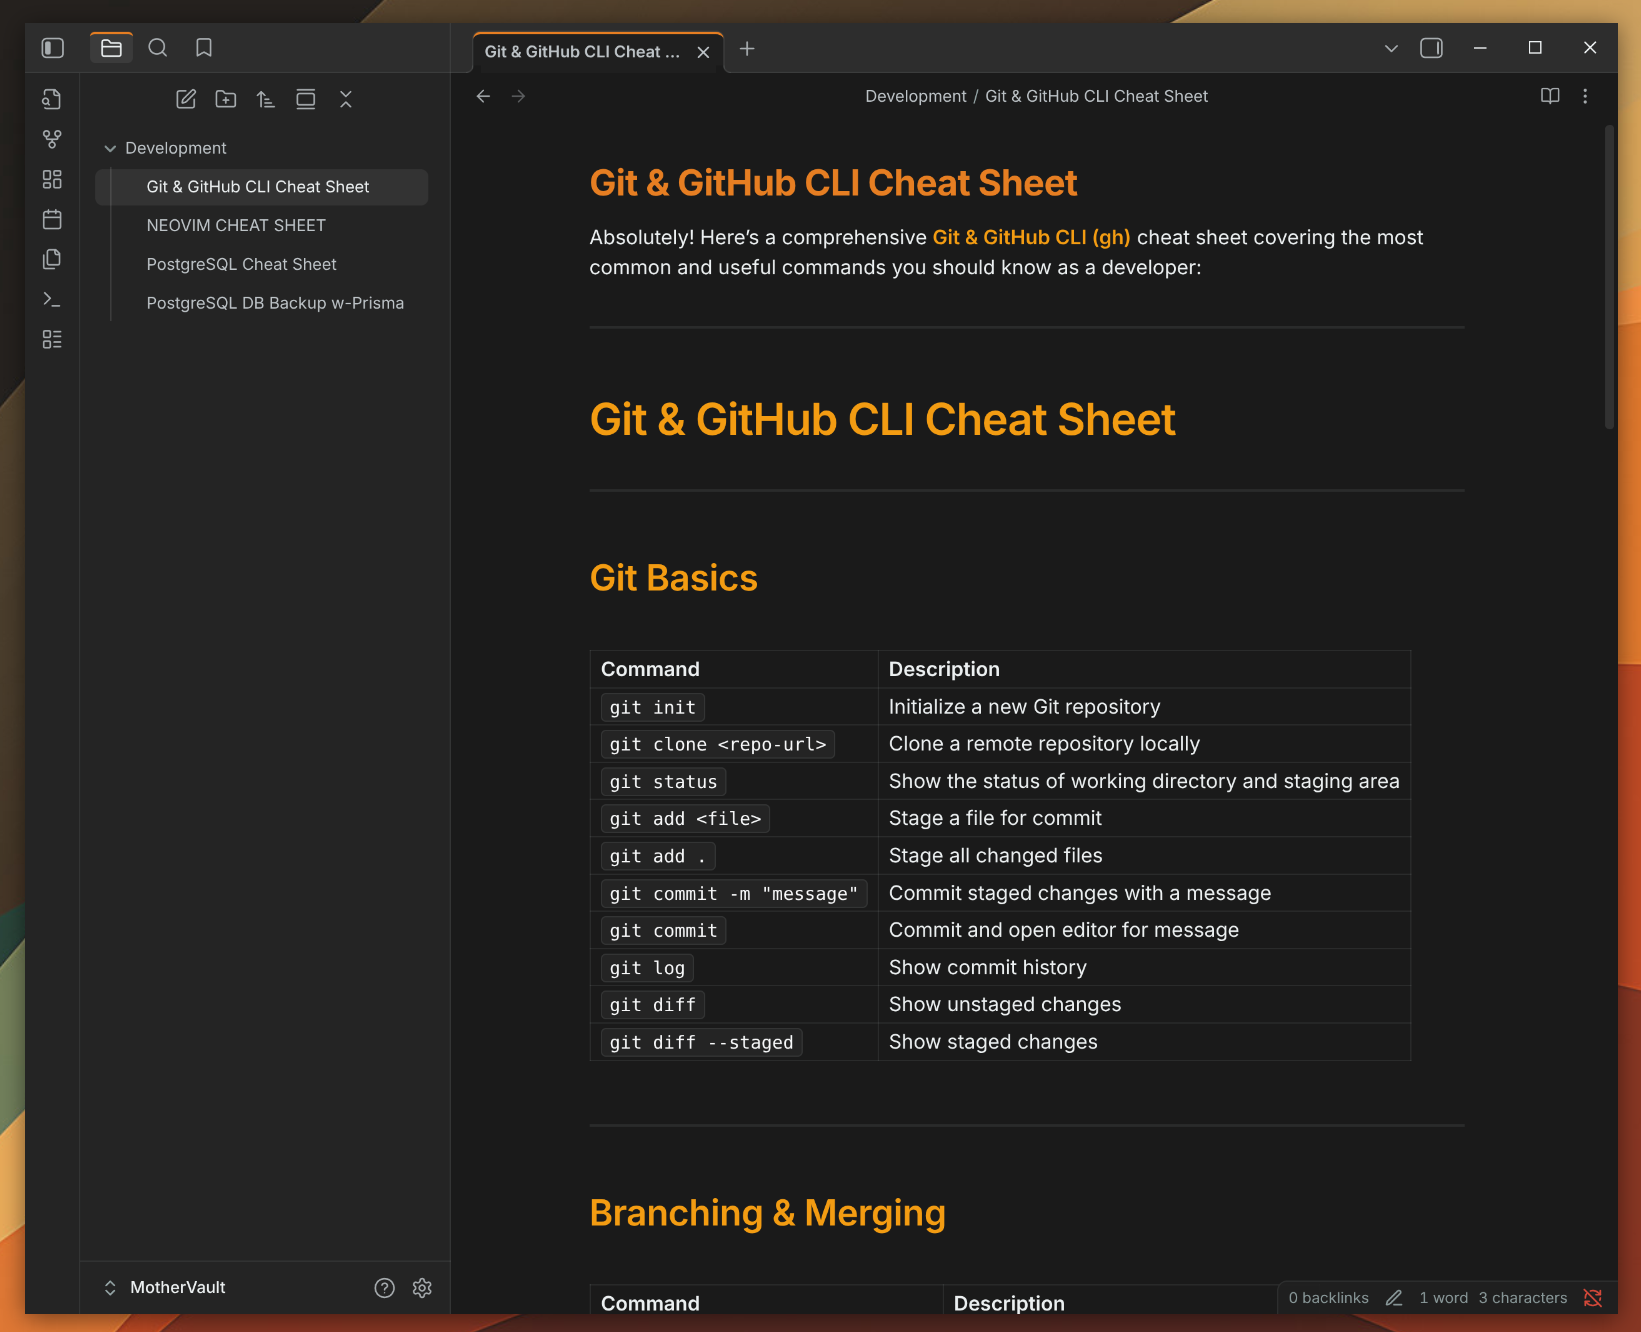 Git & GitHub CLI Cheat ...
Development / Git & GitHub CLI Cheat Sheet
Development
Git & GitHub CLI Cheat Sheet
NEOVIM CHEAT SHEET
PostgreSQL Cheat Sheet
PostgreSQL DB Backup w-Prisma
MotherVault
Git & GitHub CLI Cheat Sheet
Absolutely! Here’s a comprehensive Git & GitHub CLI (gh) cheat sheet covering the most
common and useful commands you should know as a developer:
Git & GitHub CLI Cheat Sheet
Git Basics
Command Description
git init Initialize a new Git repository
git clone <repo-url> Clone a remote repository locally
git status Show the status of working directory and staging area
git add <file> Stage a file for commit
git add . Stage all changed files
git commit -m "message" Commit staged changes with a message
git commit Commit and open editor for message
git log Show commit history
git diff Show unstaged changes
git diff --staged Show staged changes
Branching & Merging
Command Description
0 backlinks 1 word 3 characters